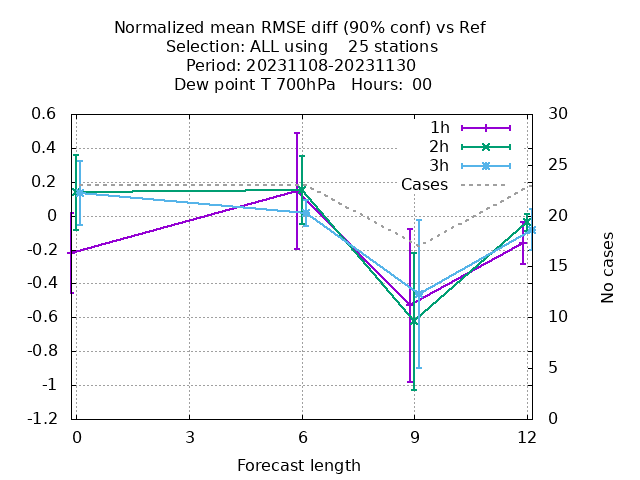 Normalized mean RMSE diff (90% conf) vs Ref
Selection: ALL using    25 stations
Period: 20231108-20231130
Dew point T 700hPa   Hours: 00
0.6
0.4
0.2
0
-0.2
-0.4
-0.6
-0.8
-1
-1.2
30
25
20
15
10
5
0
1h
2h
3h
Cases
No cases
0
3
6
9
12
Forecast length